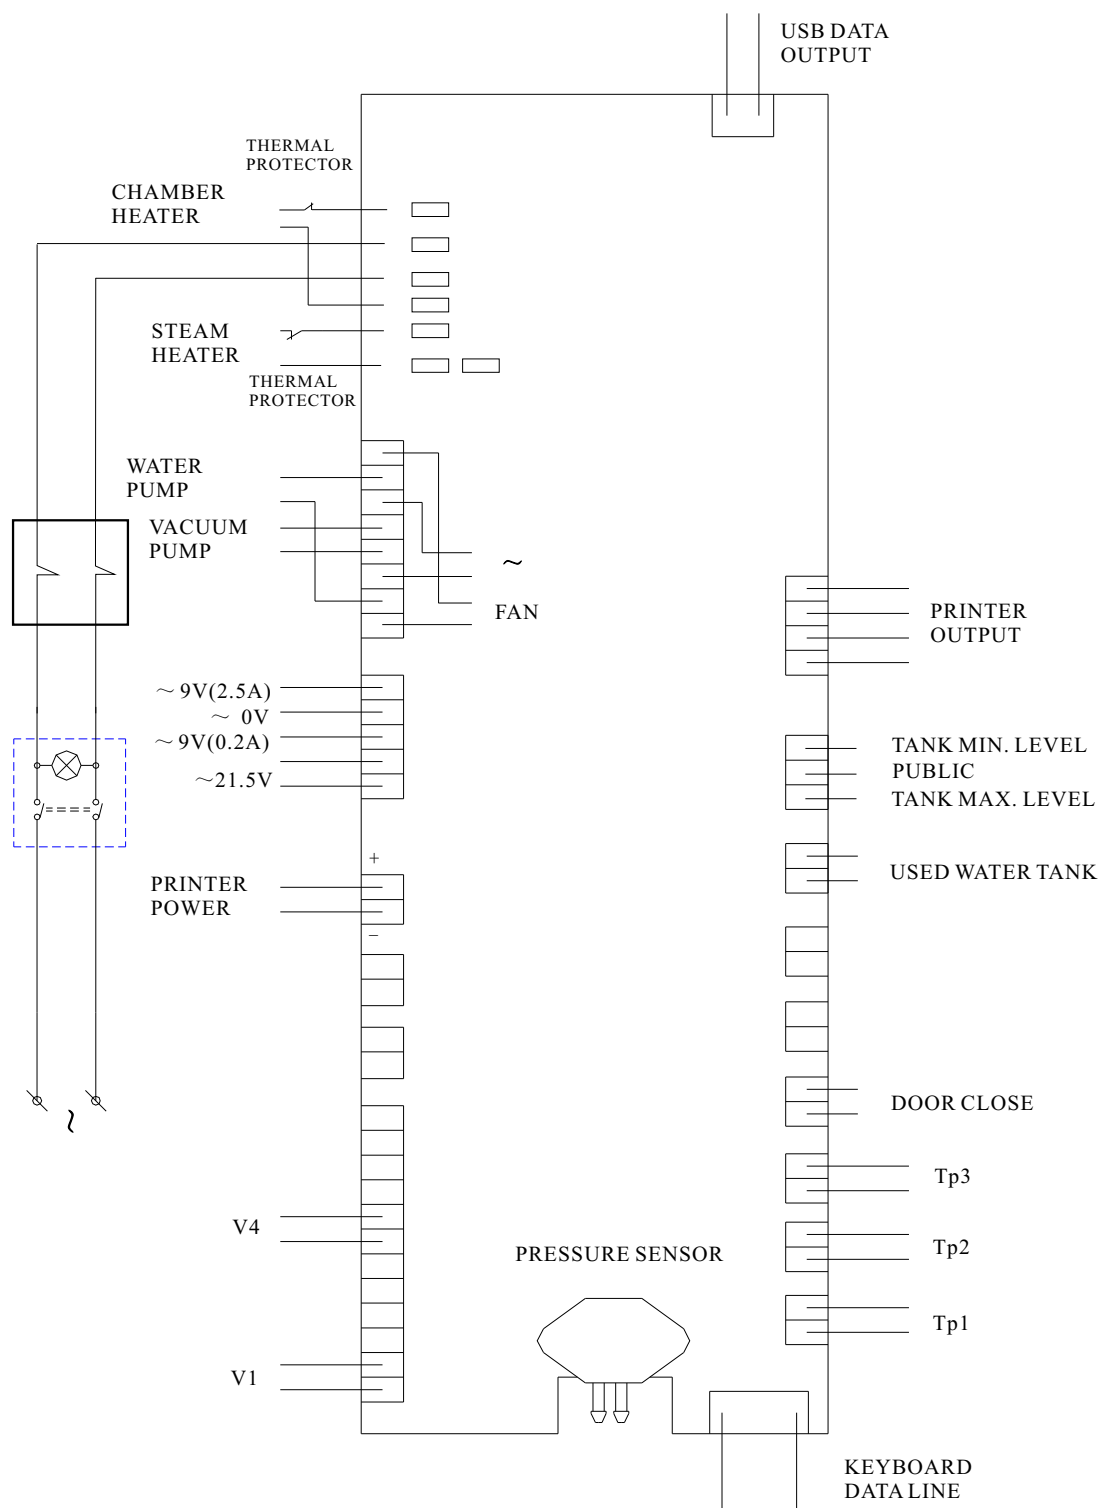 USB DATA
OUTPUT
THERMAL
PROTECTOR
CHAMBER
HEATER
STEAM
HEATER
THERMAL
PROTECTOR
WATER
PUMP
VACUUM
PUMP
~
FAN
PRINTER
OUTPUT
~ 9V(2.5A)
~ 0V
~ 9V(0.2A)
~21.5V
TANK MIN. LEVEL
PUBLIC
TANK MAX. LEVEL
+
PRINTER
POWER
−
USED WATER TANK
~
DOOR CLOSE
Tp3
V4
Tp2
PRESSURE SENSOR
Tp1
V1
KEYBOARD
DATA LINE